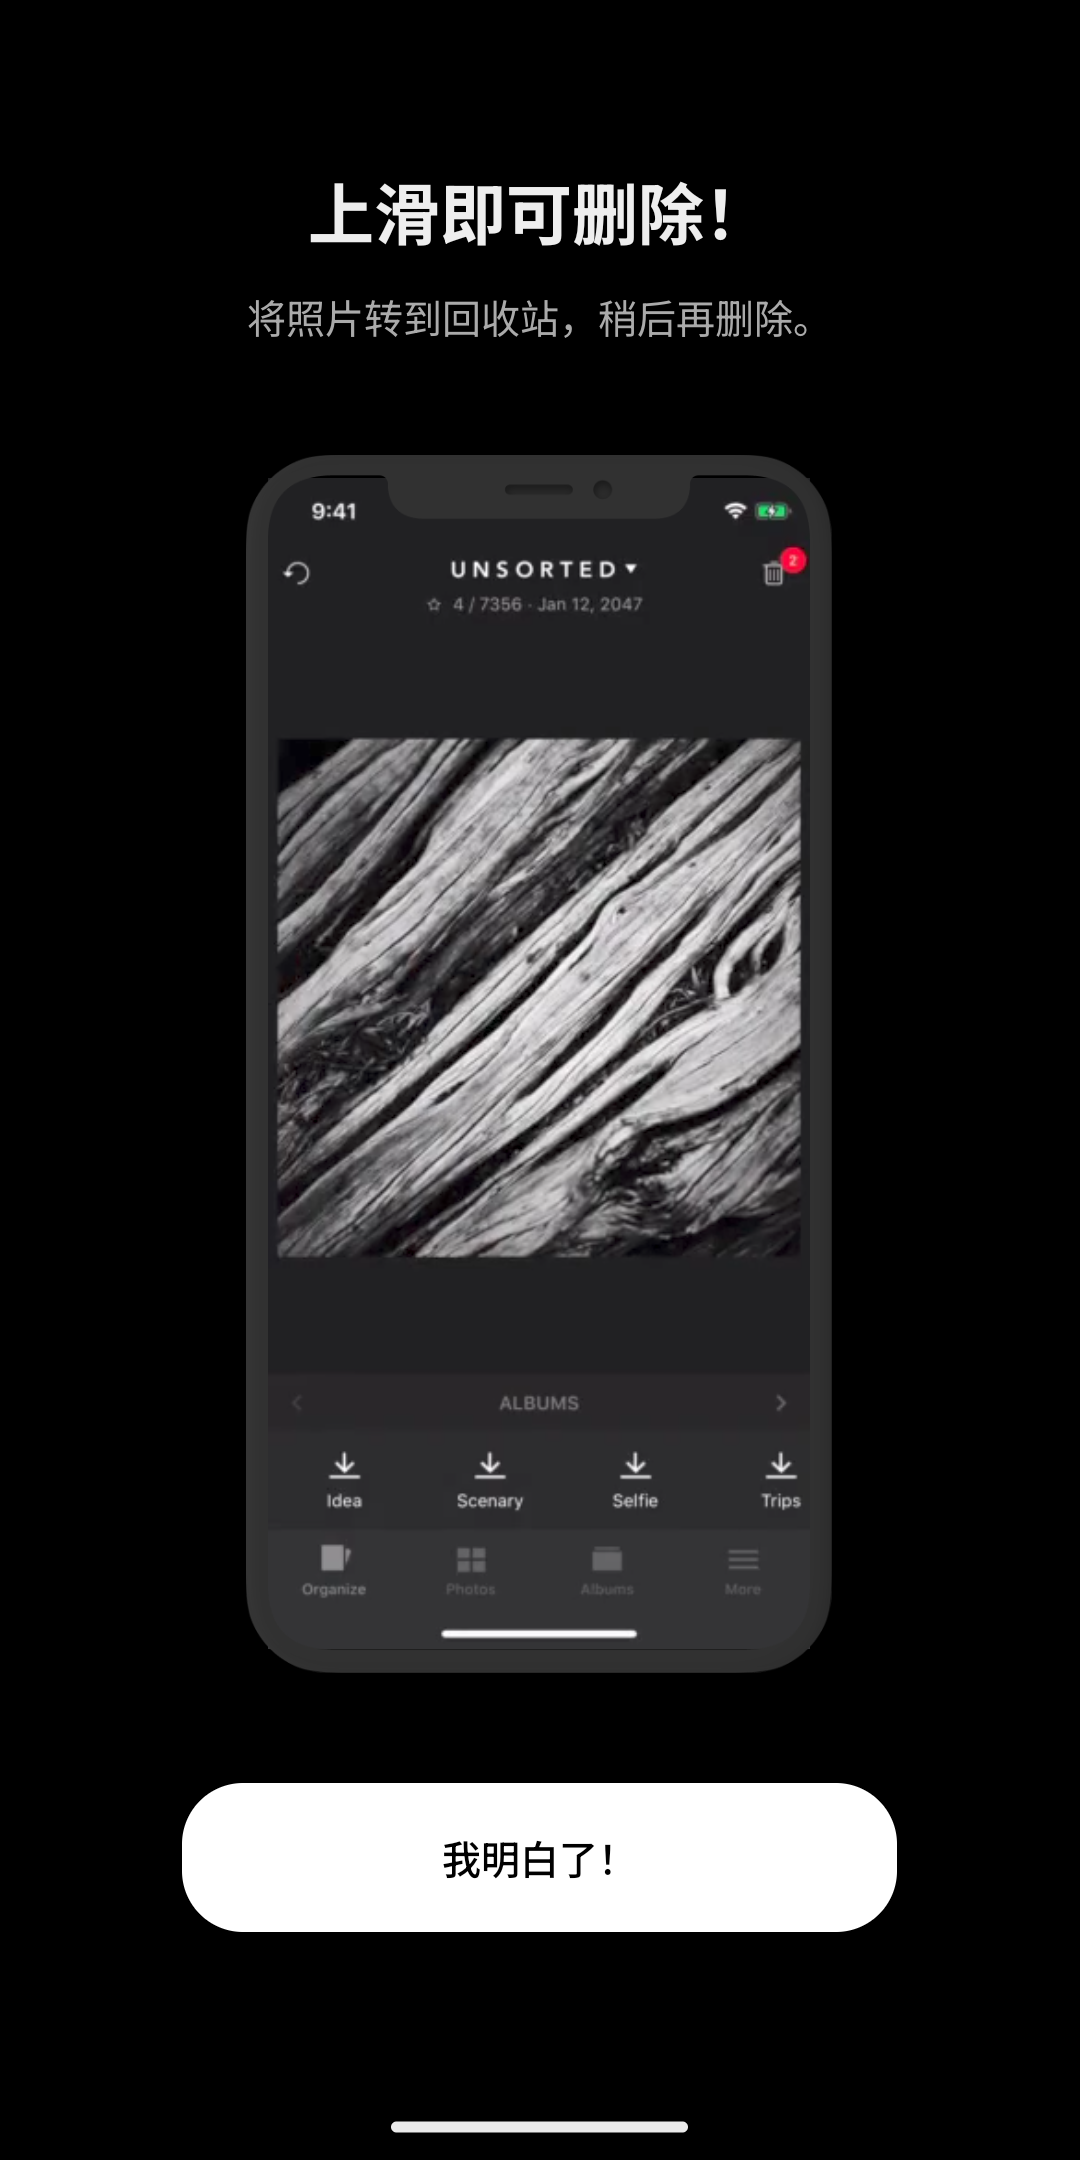 上滑即可删除！
将照片转到回收站，稍后再删除。
9:41
UNSORTED
2
4 / 7356 · Jan 12, 2047
ALBUMS
Idea Scenary Selfie Trips
Organize Photos Albums More
我明白了！